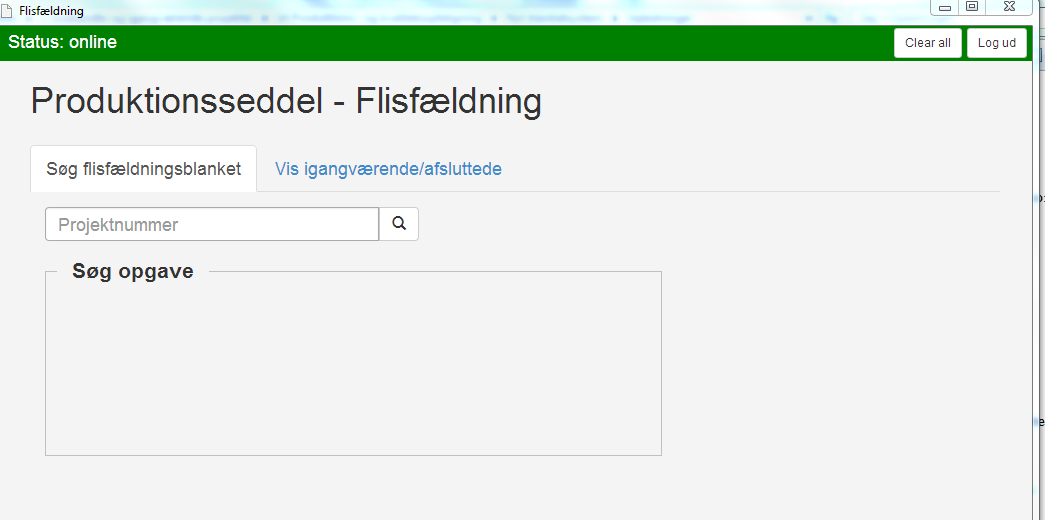 Flisfældning
Status: online
Clear all
Log ud
Produktionsseddel - Flisfældning
Søg flisfældningsblanket
Vis igangværende/afsluttede
Projektnummer
Søg opgave